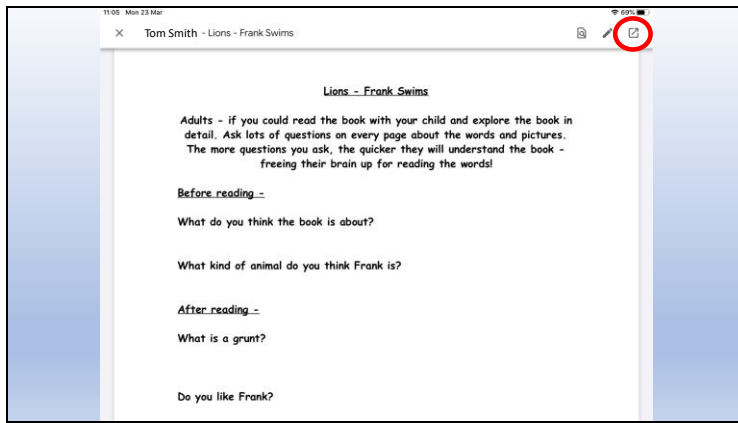 11:05 Mon 23 Mar 69%
Tom Smith - Lions - Frank Swims
Lions - Frank Swims
Adults - if you could read the book with your child and explore the book in
detail. Ask lots of questions on every page about the words and pictures.
The more questions you ask, the quicker they will understand the book -
freeing their brain up for reading the words!
Before reading -
What do you think the book is about?
What kind of animal do you think Frank is?
After reading -
What is a grunt?
Do you like Frank?